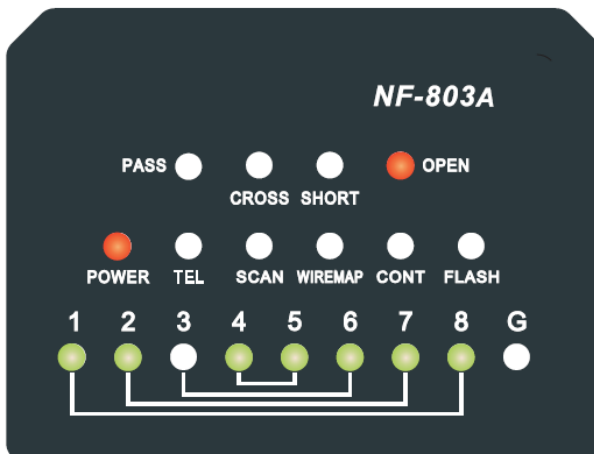 NF-803A
PASS OPEN
CROSS SHORT
POWER TEL SCAN WIREMAP CONT FLASH
1 2 3 4 5 6 7 8 G